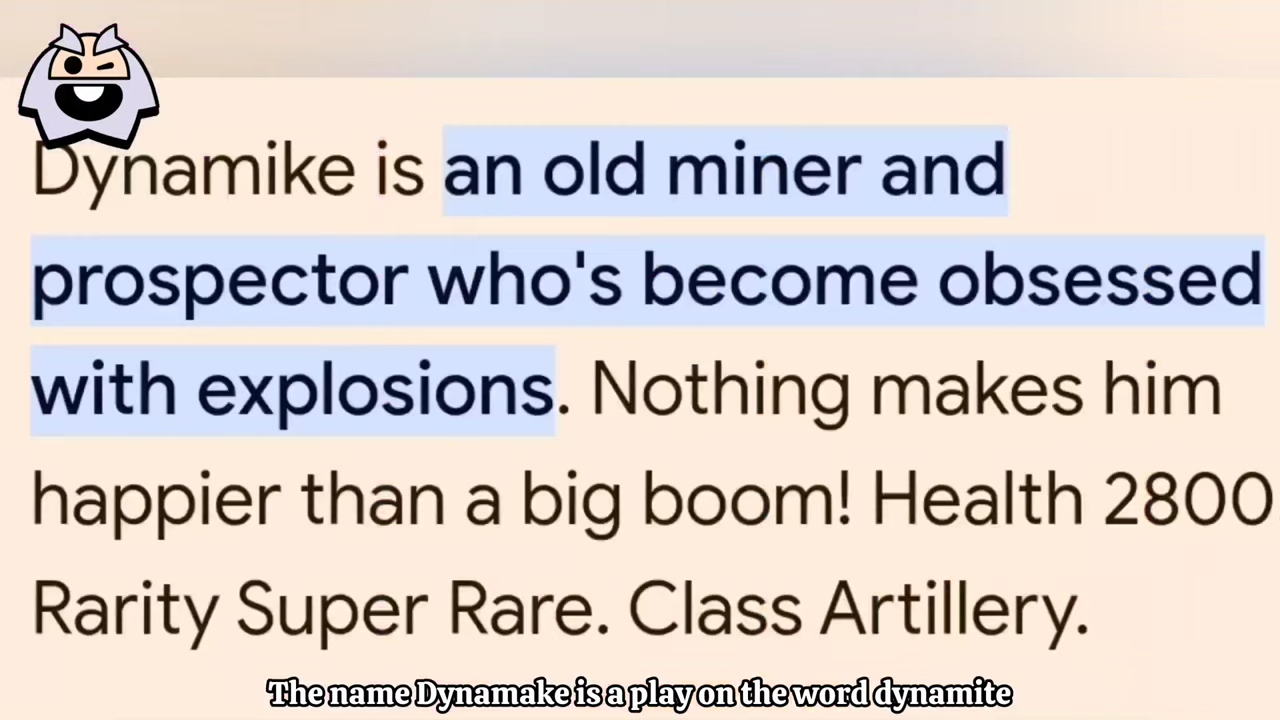 Dynamike is an old miner and
prospector who's become obsessed
with explosions. Nothing makes him
happier than a big boom! Health 2800
Rarity Super Rare. Class Artillery.
The name Dynamake is a play on the word dynamite